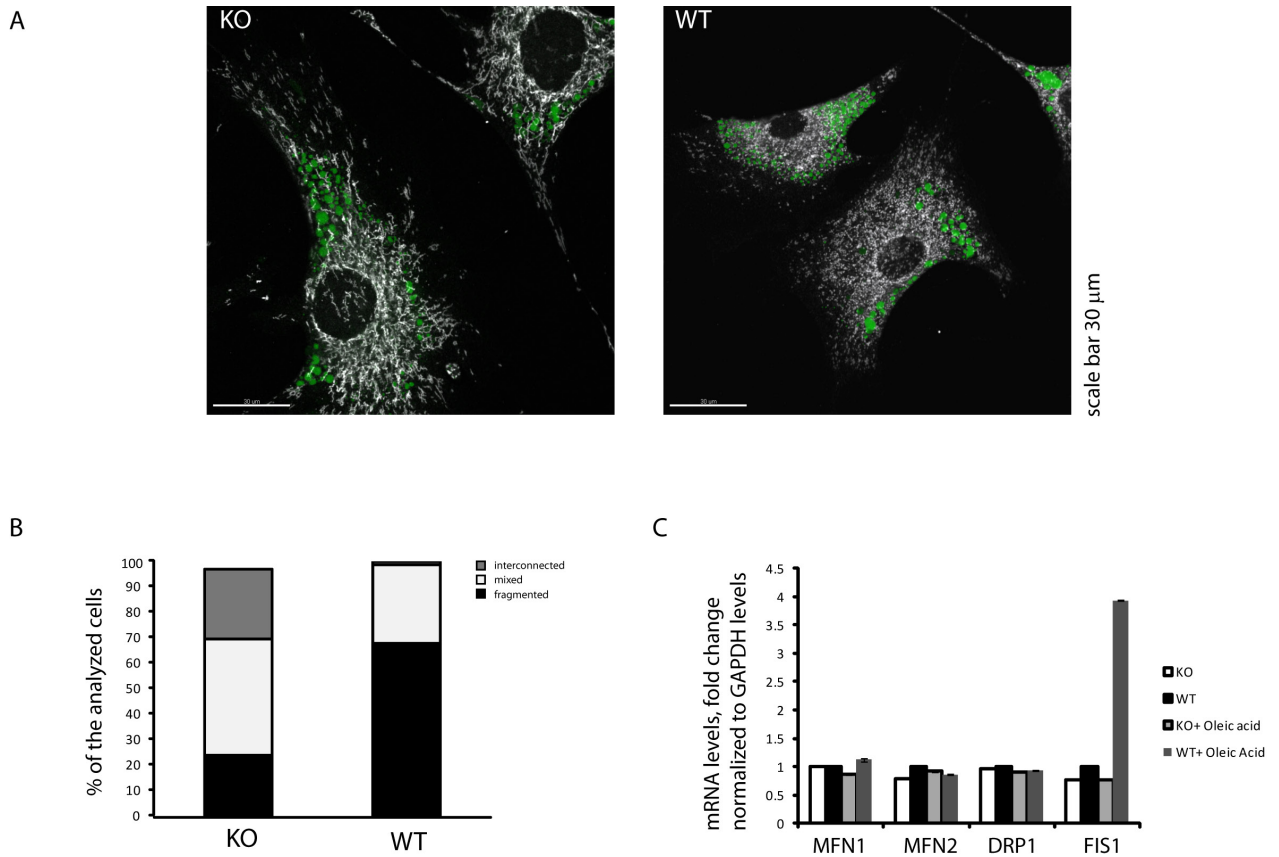 A
KO
WT
30 um
30 um
scale bar 30 μm
B
C
% of the analyzed cells
100
90
80
70
60
50
40
30
20
10
0
KO
WT
interconnected
mixed
fragmented
mRNA levels, fold change
normalized to GAPDH levels
4.5
4
3.5
3
2.5
2
1.5
1
0.5
0
MFN1 MFN2 DRP1 FIS1
KO
WT
KO+ Oleic acid
WT+ Oleic Acid